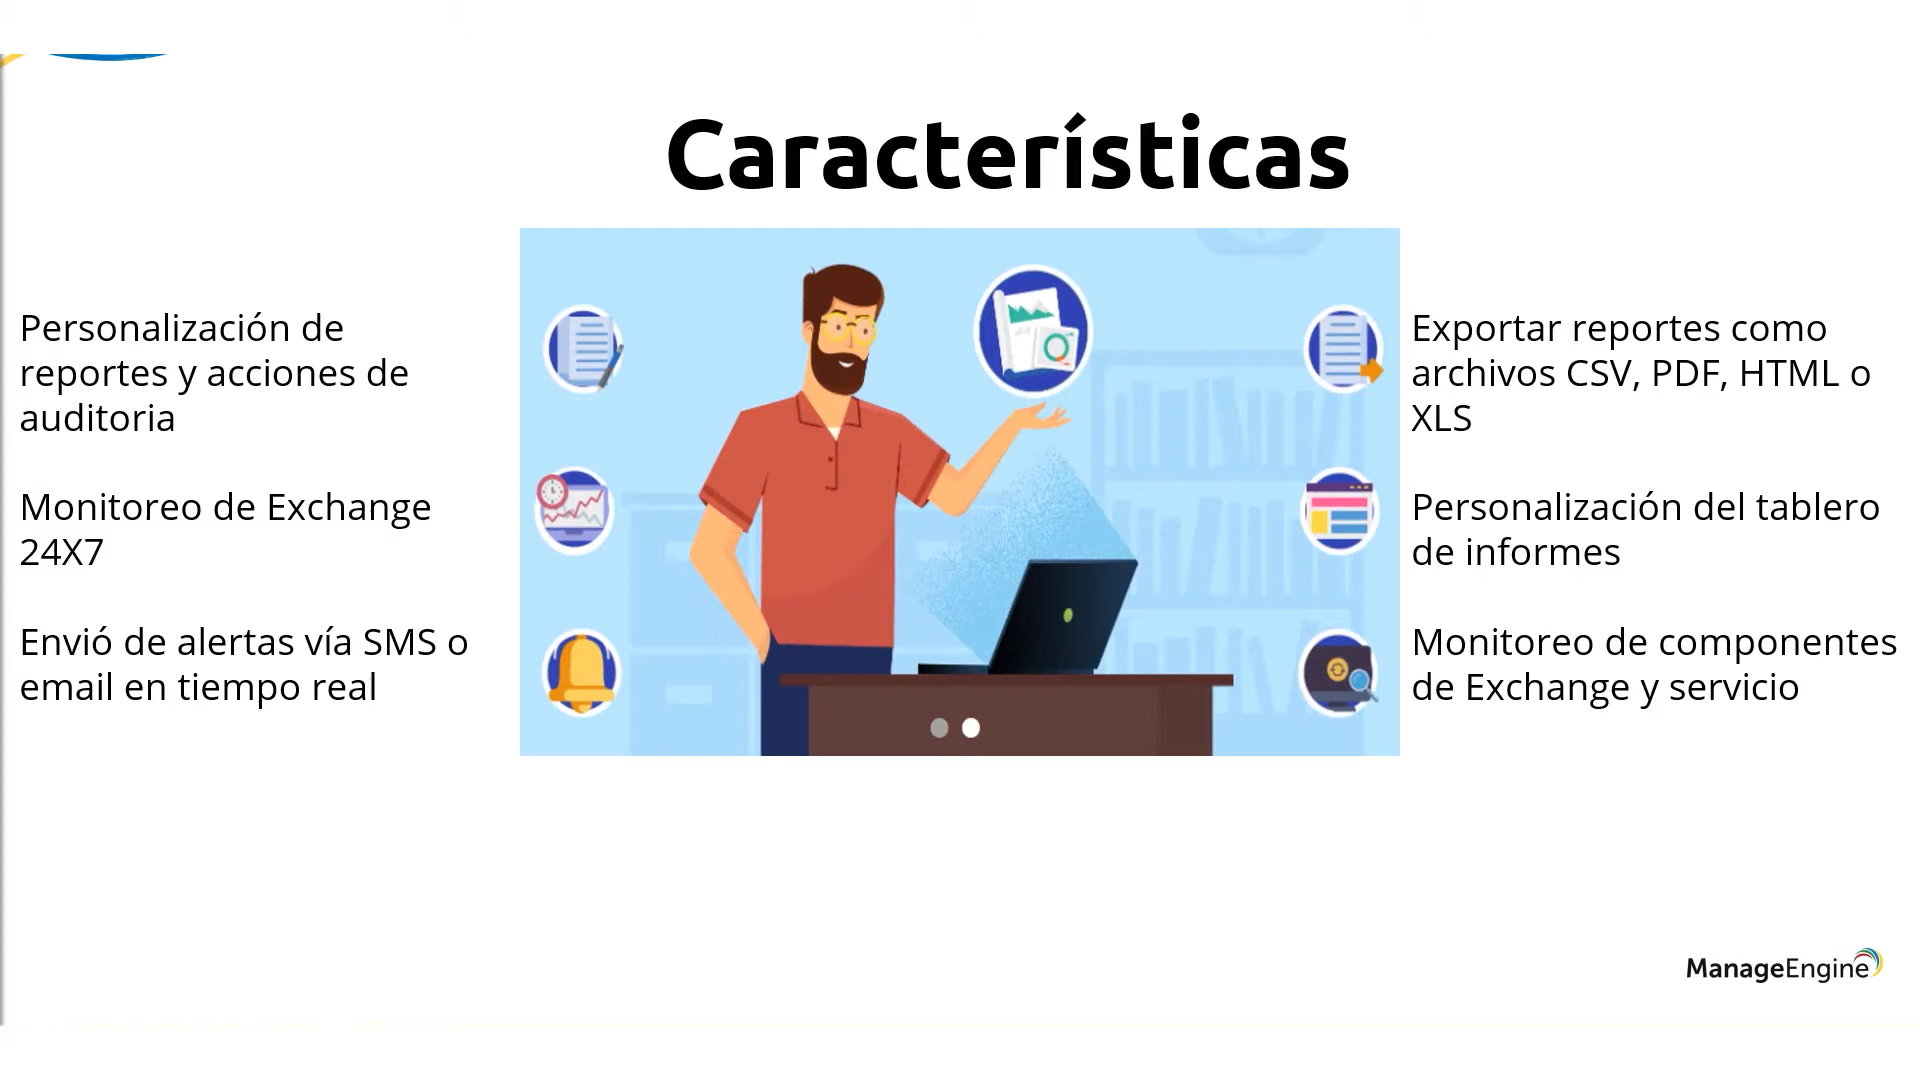 Características
Personalización de
reportes y acciones de
auditoria
Monitoreo de Exchange
24X7
Envió de alertas vía SMS o
email en tiempo real
Exportar reportes como
archivos CSV, PDF, HTML o
XLS
Personalización del tablero
de informes
Monitoreo de componentes
de Exchange y servicio
ManageEngine